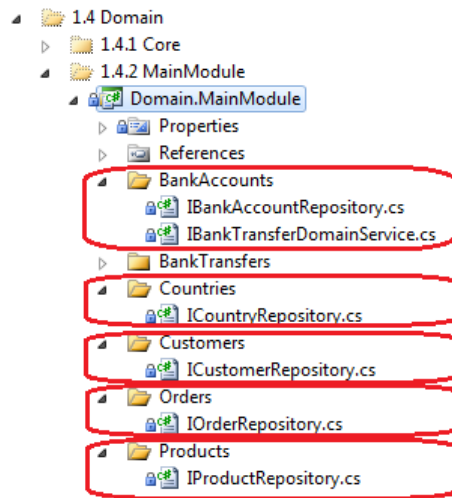 1.4 Domain
1.4.1 Core
1.4.2 MainModule
Domain.MainModule
Properties
References
BankAccounts
IBankAccountRepository.cs
IBankTransferDomainService.cs
BankTransfers
Countries
ICountryRepository.cs
Customers
ICustomerRepository.cs
Orders
IOrderRepository.cs
Products
IProductRepository.cs